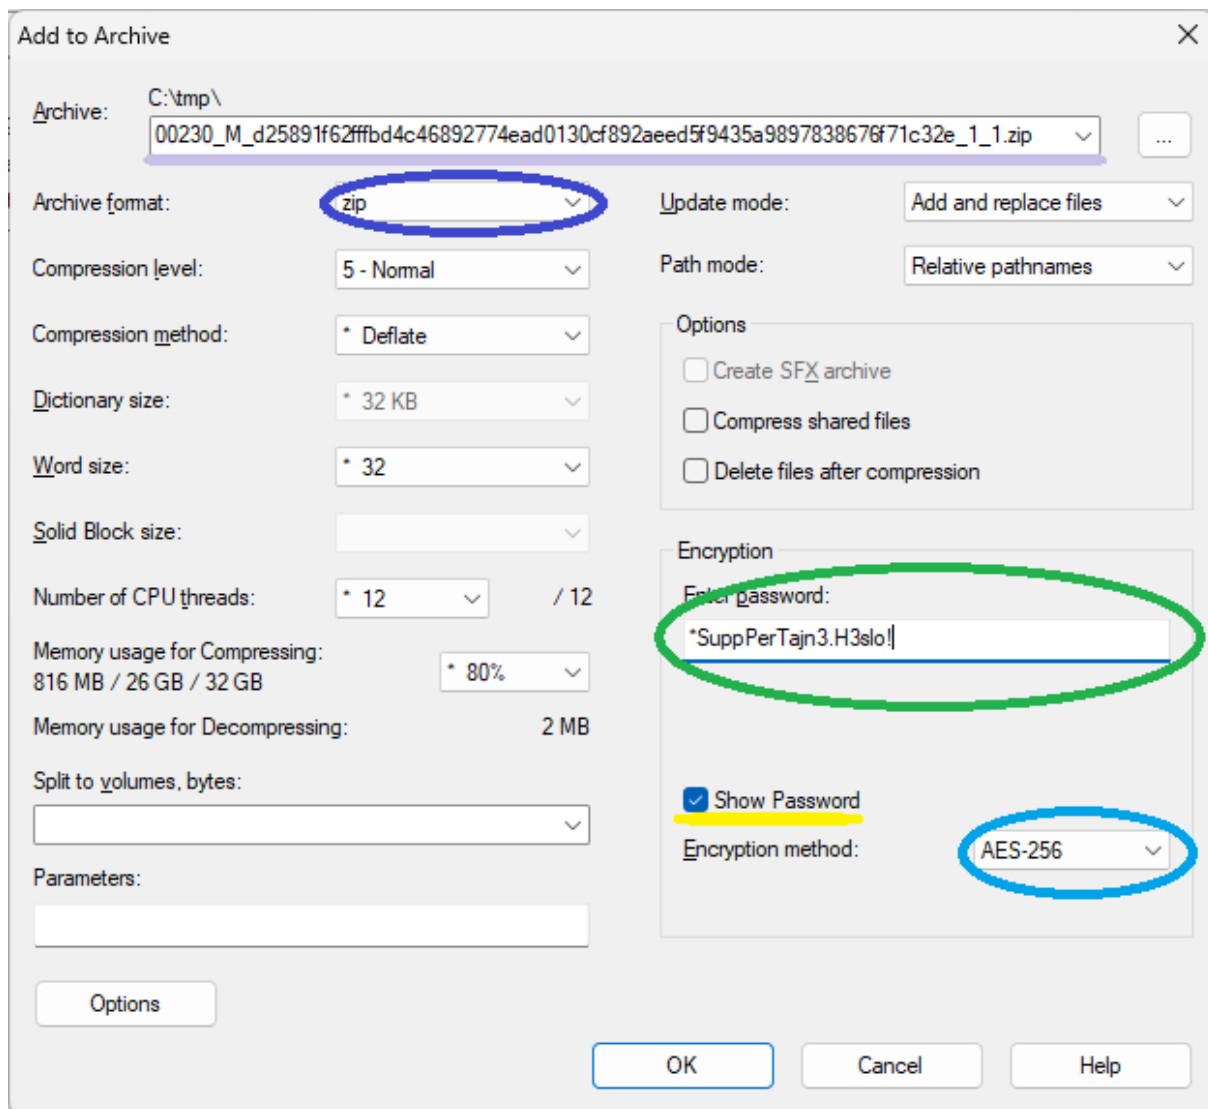 Add to Archive
Archive:
C:\tmp\
00230_M_d25891f62fffbd4c46892774ead0130cf892aeed5f9435a9897838676f71c32e_1_1.zip
...
Archive format:
zip
Compression level:
5 - Normal
Compression method:
* Deflate
Dictionary size:
* 32 KB
Word size:
* 32
Solid Block size:
Number of CPU threads:
* 12
/ 12
Memory usage for Compressing:
816 MB / 26 GB / 32 GB
* 80%
Memory usage for Decompressing:
2 MB
Split to volumes, bytes:
Parameters:
Options
Update mode:
Add and replace files
Path mode:
Relative pathnames
Options
Create SFX archive
Compress shared files
Delete files after compression
Encryption
Enter password:
*SuppPerTajn3.H3slo!
Show Password
Encryption method:
AES-256
OK
Cancel
Help